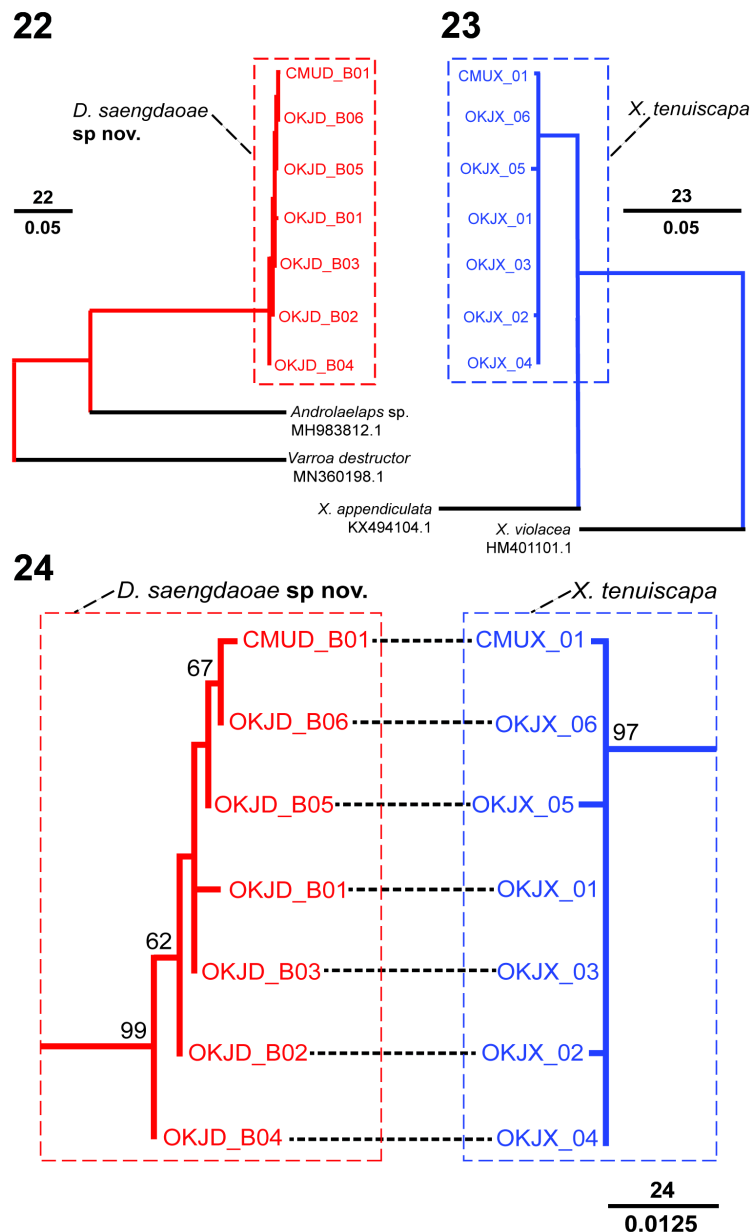 22
D. saengdaoae
sp nov.
22
0.05
CMUD_B01
OKJD_B06
OKJD_B05
OKJD_B01
OKJD_B03
OKJD_B02
OKJD_B04
Androlaelaps sp.
MH983812.1
Varroa destructor
MN360198.1
23
X. tenuiscapa
23
0.05
CMUX_01
OKJX_06
OKJX_05
OKJX_01
OKJX_03
OKJX_02
OKJX_04
X. appendiculata
KX494104.1
X. violacea
HM401101.1
24
D. saengdaoae sp nov.
X. tenuiscapa
CMUD_B01 CMUX_01
67
OKJD_B06 OKJX_06
97
OKJD_B05 OKJX_05
OKJD_B01 OKJX_01
62
OKJD_B03 OKJX_03
99
OKJD_B02 OKJX_02
OKJD_B04 OKJX_04
24
0.0125